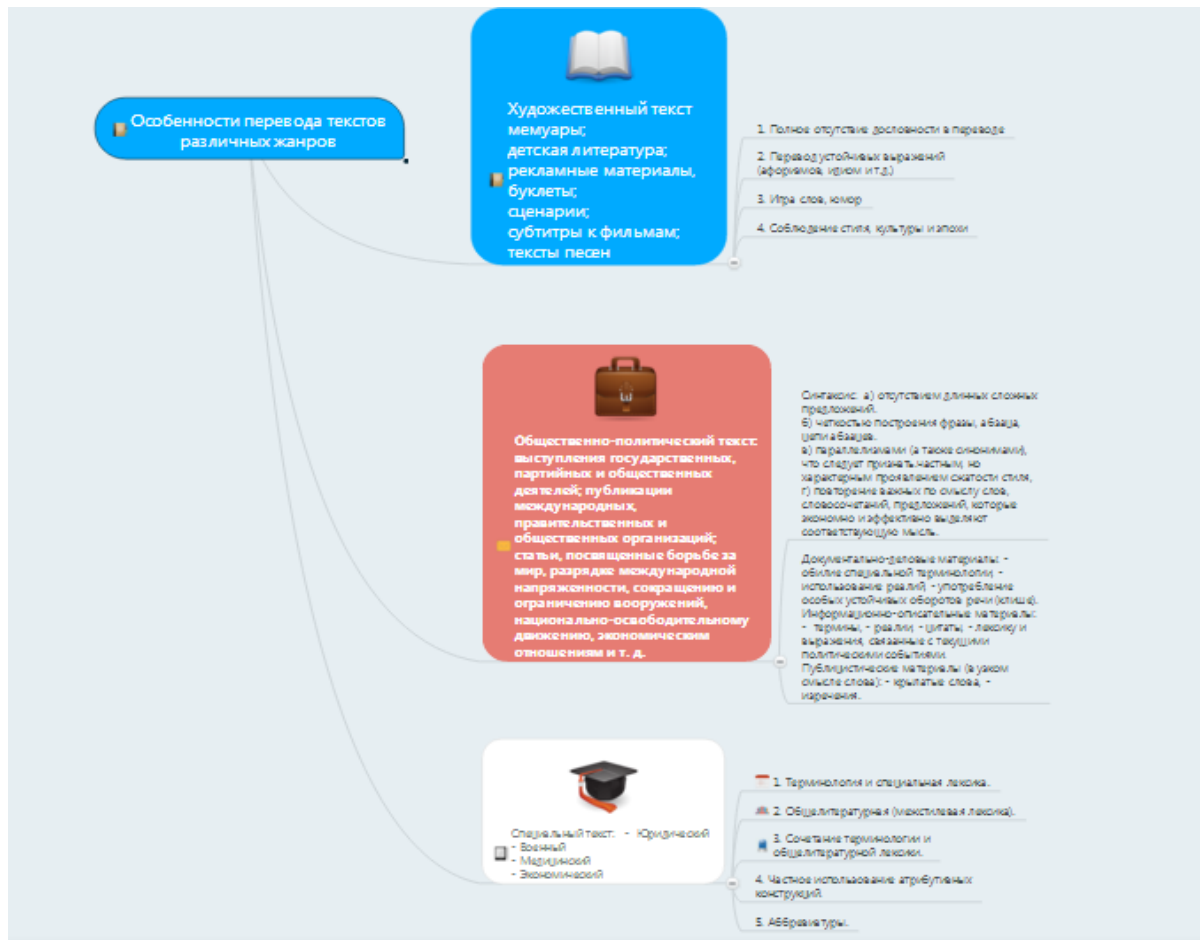 Особенности перевода текстов
различных жанров
Художественный текст
мемуары;
детская литература;
рекламные материалы,
буклеты;
сценарии;
субтитры к фильмам;
тексты песен
1. Полное отсутствие дословности в переводе
2. Перевод устойчивых выражений
(афоризмов, идиом и т.д.)
3. Игра слов, юмор
4. Соблюдение стиля, культуры и эпохи
Общественно-политический текст:
выступления государственных,
партийных и общественных
деятелей; публикации
международных,
правительственных и
общественных организаций;
статьи, посвященные борьбе за
мир, разрядке международной
напряженности, сокращению и
ограничению вооружений,
национально-освободительному
движению, экономическим
отношениям и т. д.
Синтаксис: а) отсутствием длинных сложных
предложений.
б) четкостью построения фразы, абзаца,
цепи абзацев.
в) параллелизмами (а также синонимами),
что следует признать частным, но
характерным проявлением сжатости стиля,
г) повторение важных по смыслу слов,
словосочетаний, предложений, которые
экономно и эффективно выделяют
соответствующую мысль.
Документально-деловые материалы: -
обилие специальной терминологии, -
использование реалий, - употребление
особых устойчивых оборотов речи (клише).
Информационно-описательные материалы:
- термины, - реалии, - цитаты, - лексику и
выражения, связанные с текущими
политическими событиями.
Публицистические материалы (в узком
смысле слова): - крылатые слова, -
изречения.
Специальный текст: - Юридический
- Военный
- Медицинский
- Экономический
1. Терминология и специальная лексика.
2. Общелитературная (межстилевая лексика).
3. Сочетание терминологии и
общелитературной лексики.
4. Частное использование атрибутивных
конструкций.
5. Аббревиатуры.